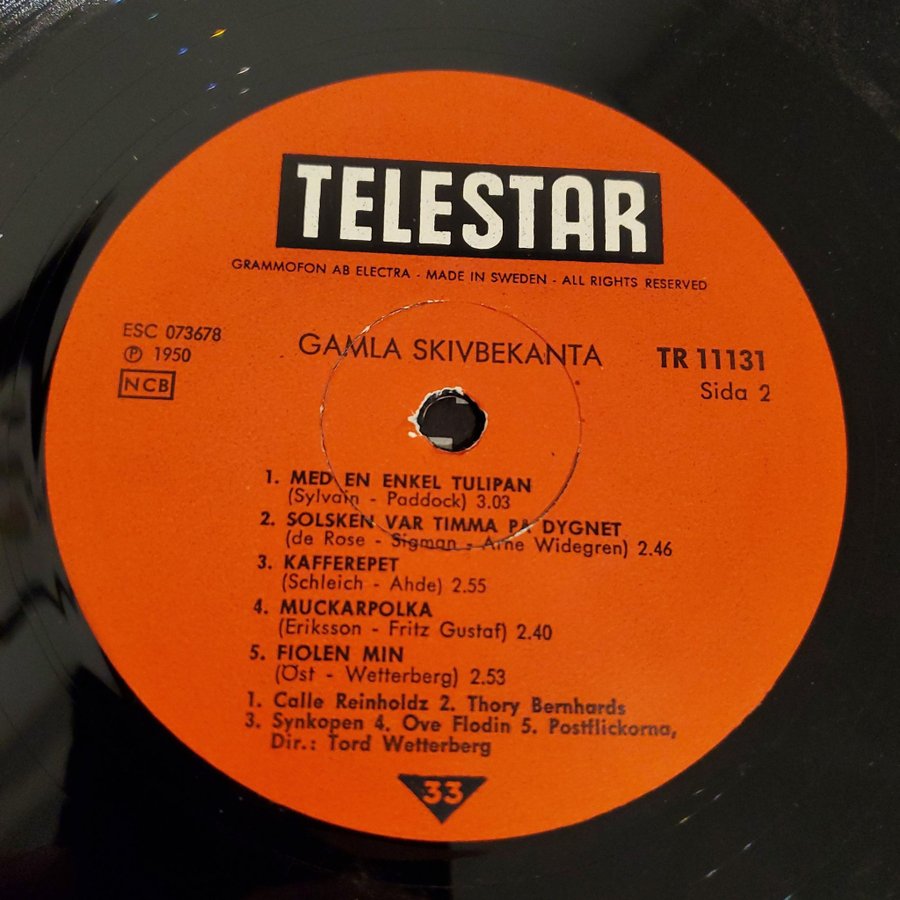 TELESTAR
GRAMMOFON AB ELECTRA - MADE IN SWEDEN - ALL RIGHTS RESERVED
ESC 073678
Ⓟ 1950
NCB
GAMLA SKIVBEKANTA
TR 11131
Sida 2
1. MED EN ENKEL TULIPAN
(Sylvain - Paddock) 3.03
2. SOLSKEN VAR TIMMA PÅ DYGNET
(de Rose - Sigman - Arne Widegren) 2.46
3. KAFFEREPET
(Schleich - Ahde) 2.55
4. MUCKARPOLKA
(Eriksson - Fritz Gustaf) 2.40
5. FIOLEN MIN
(Öst - Wetterberg) 2.53
1. Calle Reinholdz 2. Thory Bernhards
3. Synkopen 4. Ove Flodin 5. Postflickorna,
Dir.: Tord Wetterberg
33